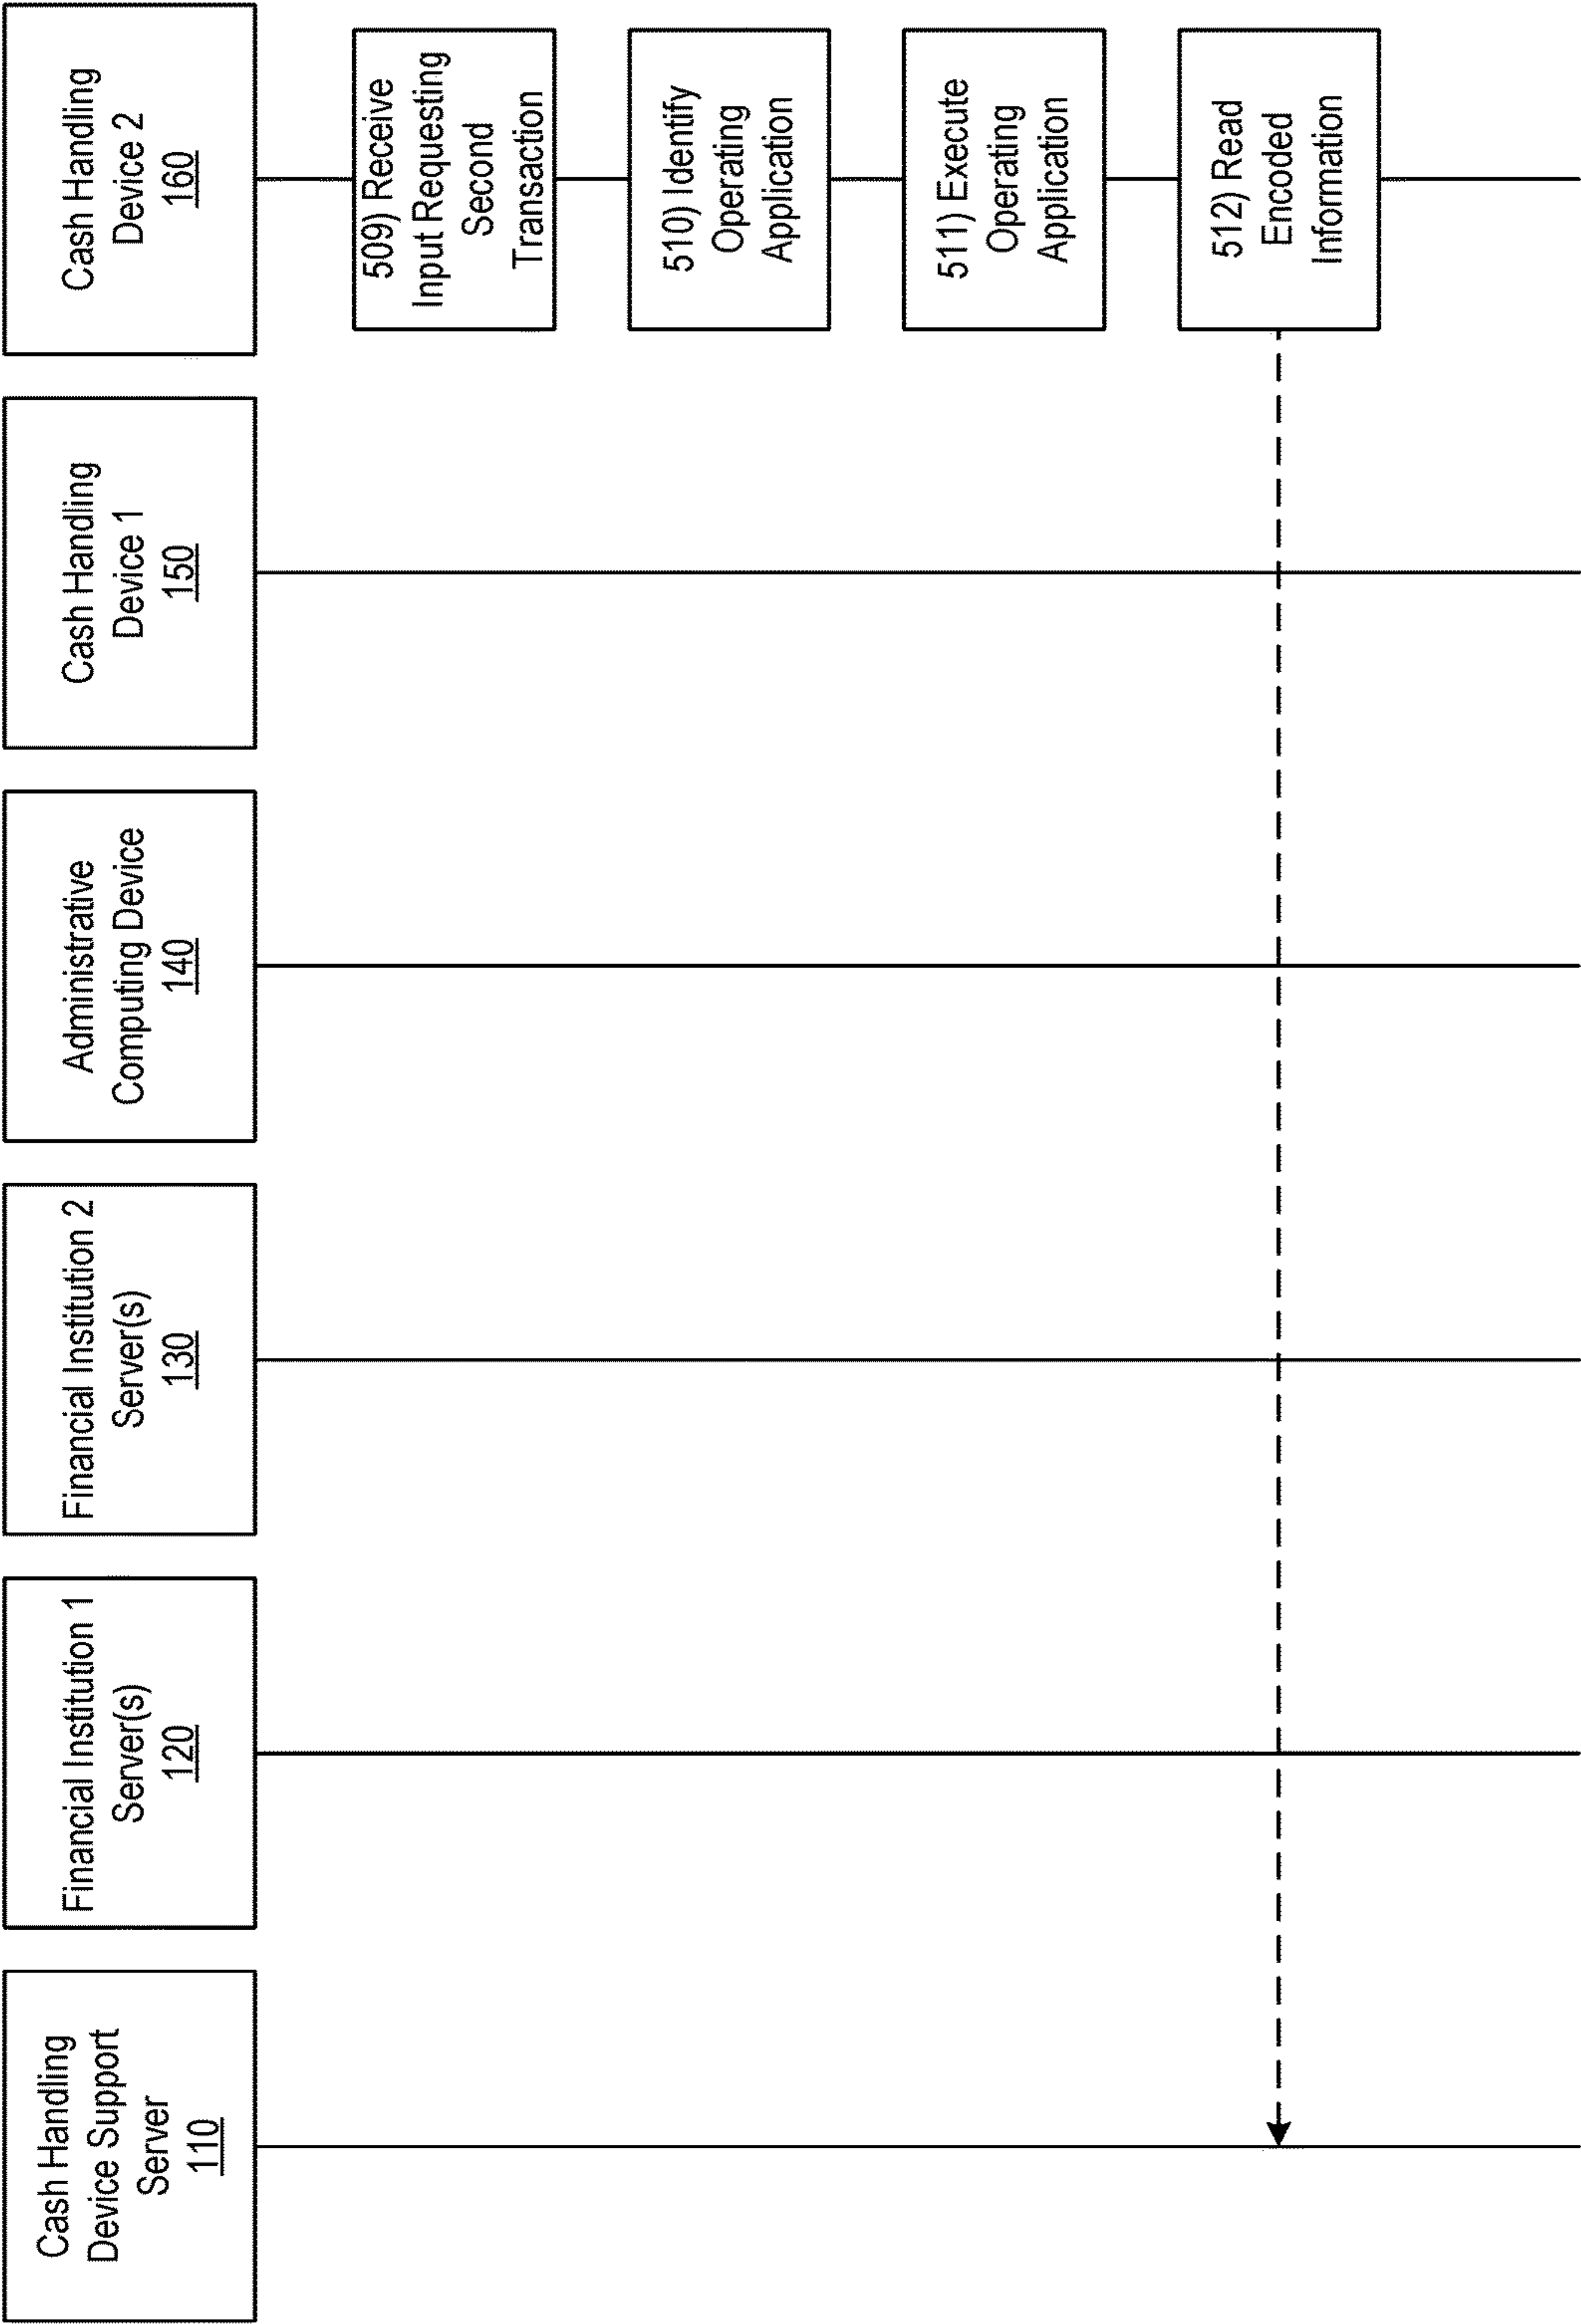 Cash Handling
Device Support
Server
110
Financial Institution 1
Server(s)
120
Financial Institution 2
Server(s)
130
Administrative
Computing Device
140
Cash Handling
Device 1
150
Cash Handling
Device 2
160
509) Receive
Input Requesting
Second
Transaction
510) Identify
Operating
Application
511) Execute
Operating
Application
512) Read
Encoded
Information